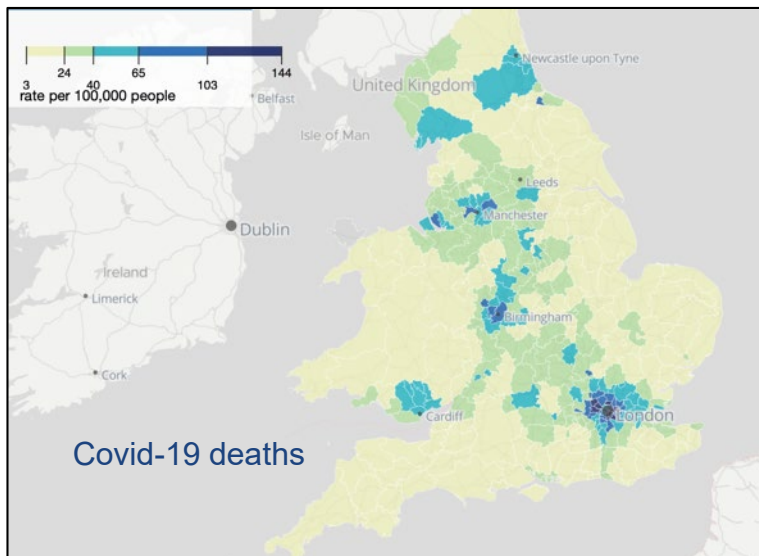 3 24 40 65 103 144
rate per 100,000 people
Newcastle upon Tyne
United Kingdom
Belfast
Isle of Man
Leeds
Manchester
Dublin
Ireland
Limerick
Birmingham
Cork
Cardiff
London
Covid-19 deaths